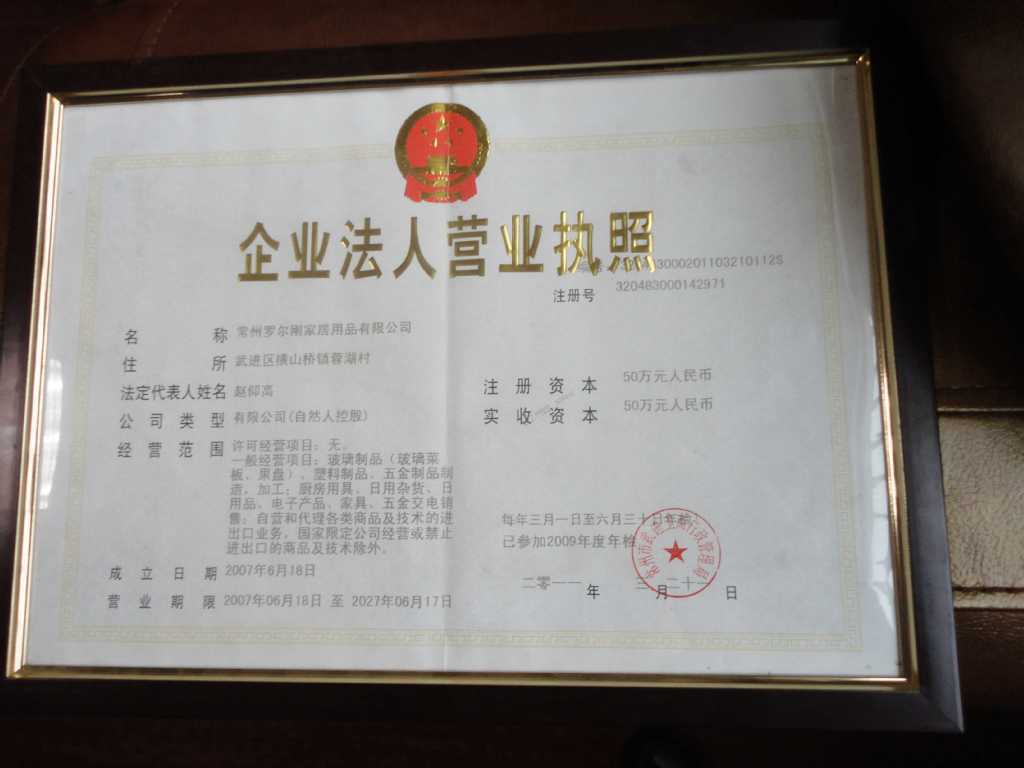 企业法人营业执照
注册号 320483000142971
名称 常州罗尔刚家居用品有限公司
住所 武进区横山桥镇蓉湖村
法定代表人姓名 赵仰高
注册资本 50万元人民币
公司类型 有限公司(自然人控股)
实收资本 50万元人民币
经营范围 许可经营项目：无。
一般经营项目：玻璃制品（玻璃菜
板、果盘）、塑料制品、五金制品制
造，加工；厨房用具、日用杂货、日
用品、电子产品、家具、五金交电销
售；自营和代理各类商品及技术的进
出口业务，国家限定公司经营或禁止
进出口的商品及技术除外。
每年三月一日至六月三十日年检
已参加2009年度年检
成立日期 2007年6月18日
二零一一 年 月 二十一 日
营业期限 2007年06月18日 至 2027年06月17日